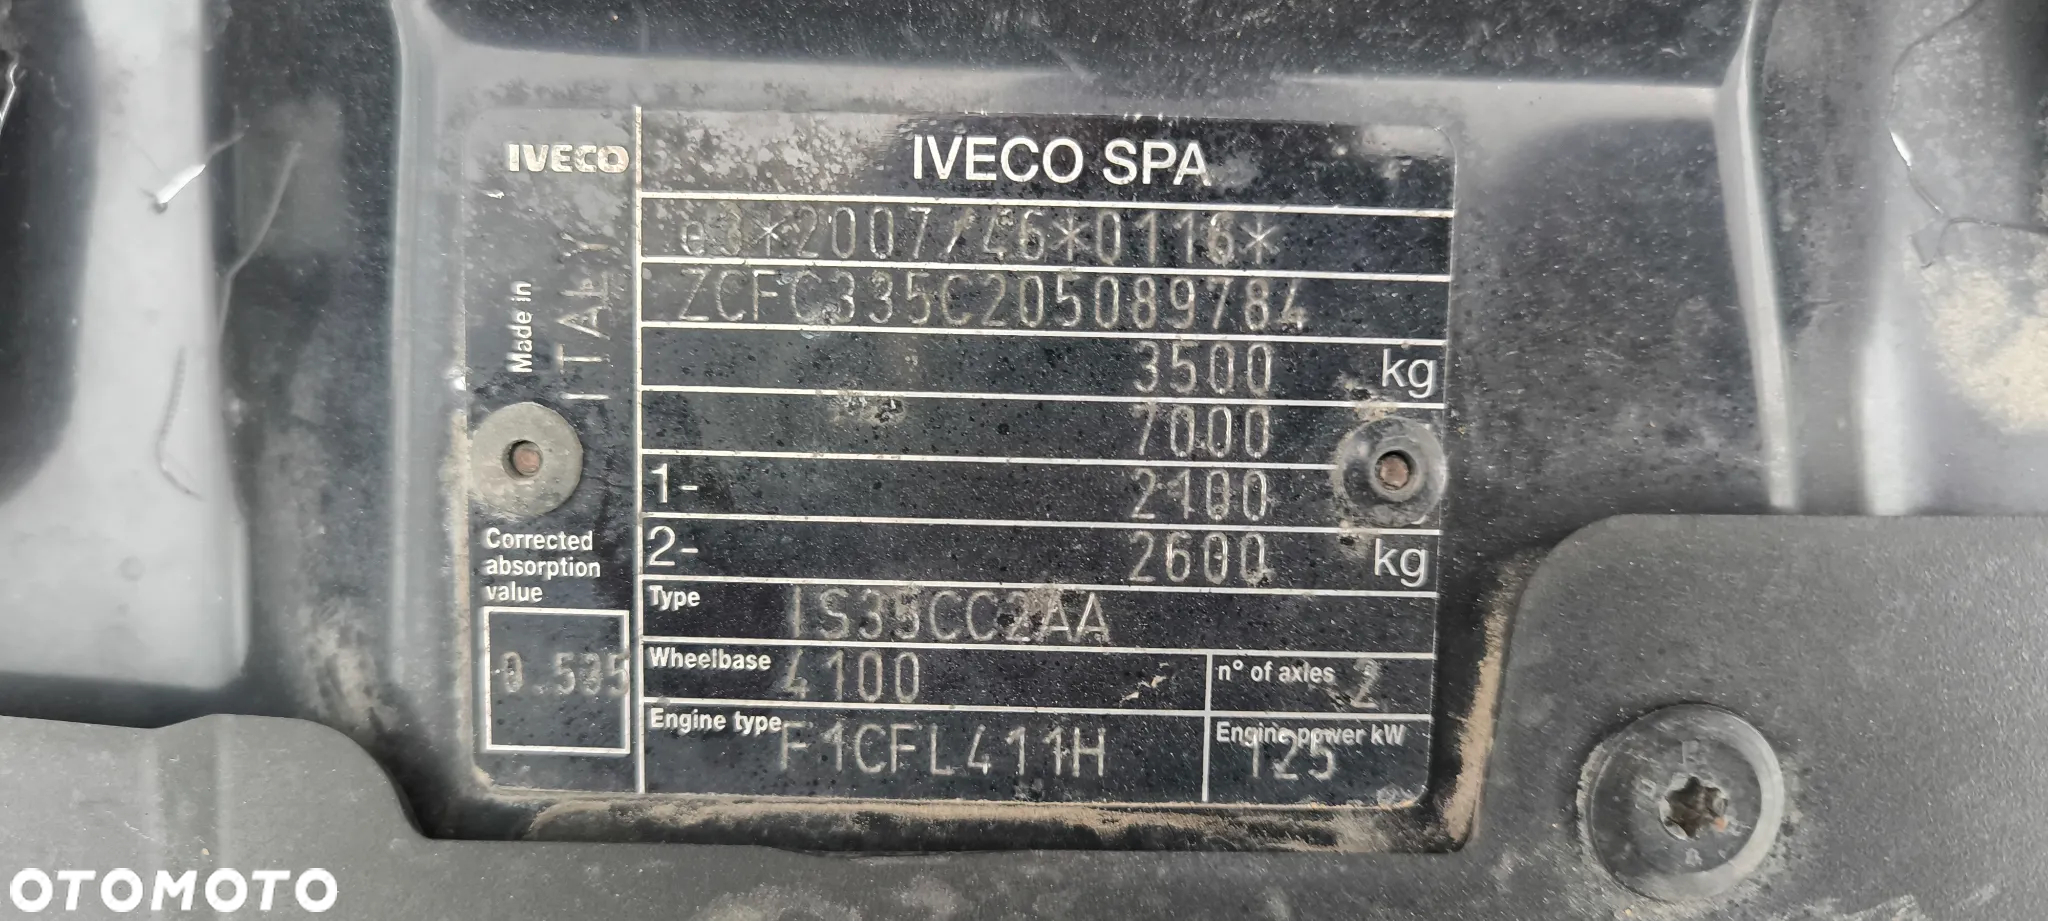 IVECO
IVECO SPA
e3*2007/46*0116*
ZCFC335C205089784
Made in
ITALY
3500 kg
7000
1- 2100
2- 2600 kg
Corrected
absorption
value
0.505
Type IS35CC2AA
Wheelbase 4100 n° of axles 2
Engine type F1CFL411H Engine power kW 125
OTOMOTO